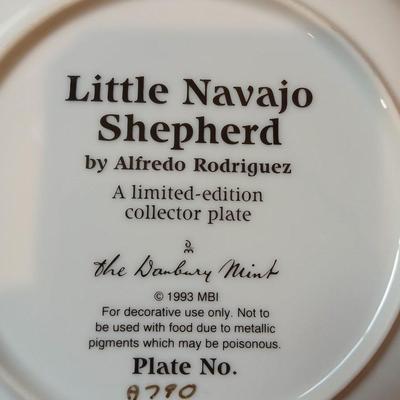 Little Navajo
Shepherd
by Alfredo Rodriguez
A limited-edition
collector plate
the Danbury Mint
© 1993 MBI
For decorative use only. Not to
be used with food due to metallic
pigments which may be poisonous.
Plate No.
A790